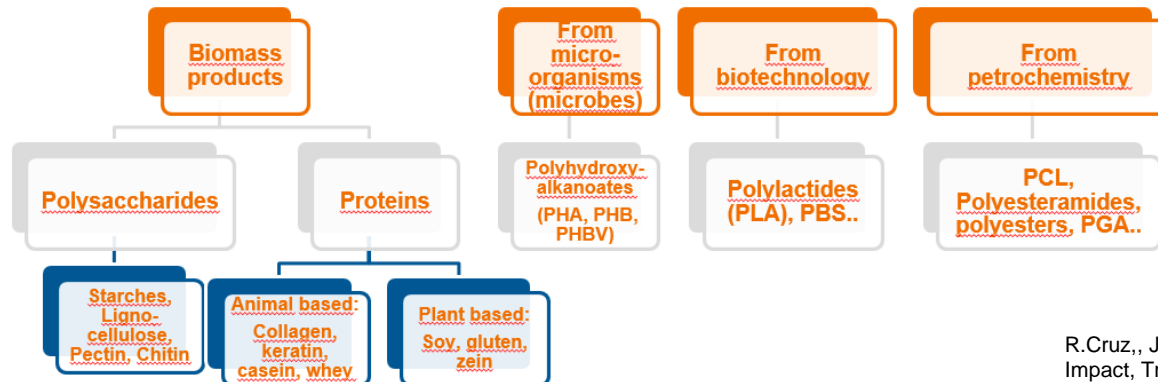 Biomass
products
From
micro-
organisms
(microbes)
From
biotechnology
From
petrochemistry
Polysaccharides
Proteins
Polyhydroxy-
alkanoates
(PHA, PHB,
PHBV)
Polylactides
(PLA), PBS..
PCL,
Polyesteramides,
polyesters, PGA..
Starches,
Ligno-
cellulose,
Pectin, Chitin
Animal based:
Collagen,
keratin,
casein, whey
Plant based:
Soy, gluten,
zein
R.Cruz,, J
Impact, Tr